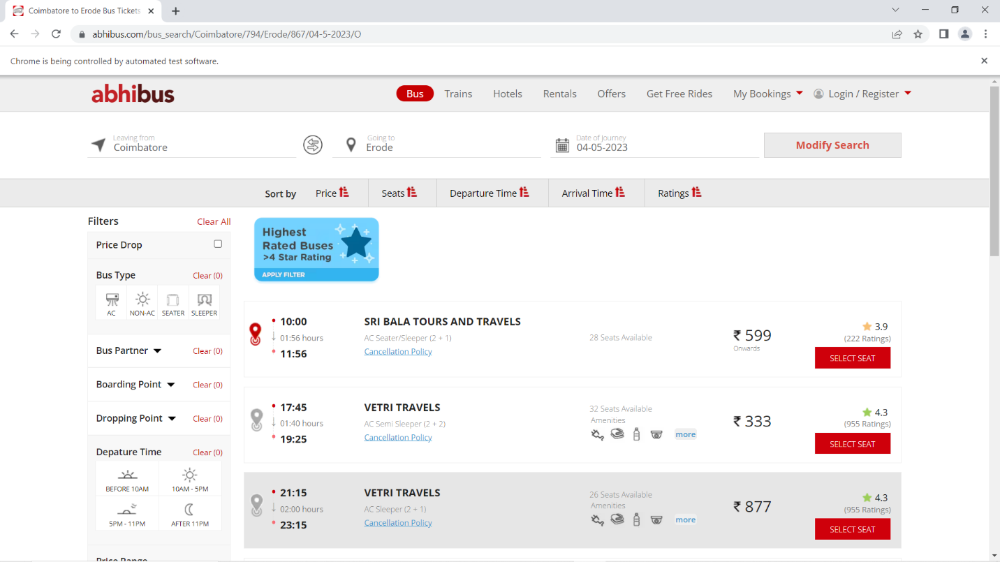 Coimbatore to Erode Bus Tickets
abhibus.com/bus_search/Coimbatore/794/Erode/867/04-5-2023/O
Chrome is being controlled by automated test software.
abhibus
Bus Trains Hotels Rentals Offers Get Free Rides My Bookings Login / Register
Leaving from
Coimbatore
Going to
Erode
Date of Journey
04-05-2023
Modify Search
Sort by Price Seats Departure Time Arrival Time Ratings
Filters Clear All
Price Drop
Bus Type Clear (0)
AC NON-AC SEATER SLEEPER
Bus Partner Clear (0)
Boarding Point Clear (0)
Dropping Point Clear (0)
Depature Time Clear (0)
BEFORE 10AM 10AM - 5PM
5PM - 11PM AFTER 11PM
Price Range
Highest
Rated Buses
>4 Star Rating
APPLY FILTER
10:00
01:56 hours
11:56
SRI BALA TOURS AND TRAVELS
AC Seater/Sleeper (2 + 1)
Cancellation Policy
28 Seats Available
₹ 599
Onwards
3.9
(222 Ratings)
SELECT SEAT
17:45
01:40 hours
19:25
VETRI TRAVELS
AC Semi Sleeper (2 + 2)
Cancellation Policy
32 Seats Available
Amenities
more
₹ 333
4.3
(955 Ratings)
SELECT SEAT
21:15
02:00 hours
23:15
VETRI TRAVELS
AC Sleeper (2 + 1)
Cancellation Policy
26 Seats Available
Amenities
more
₹ 877
4.3
(955 Ratings)
SELECT SEAT